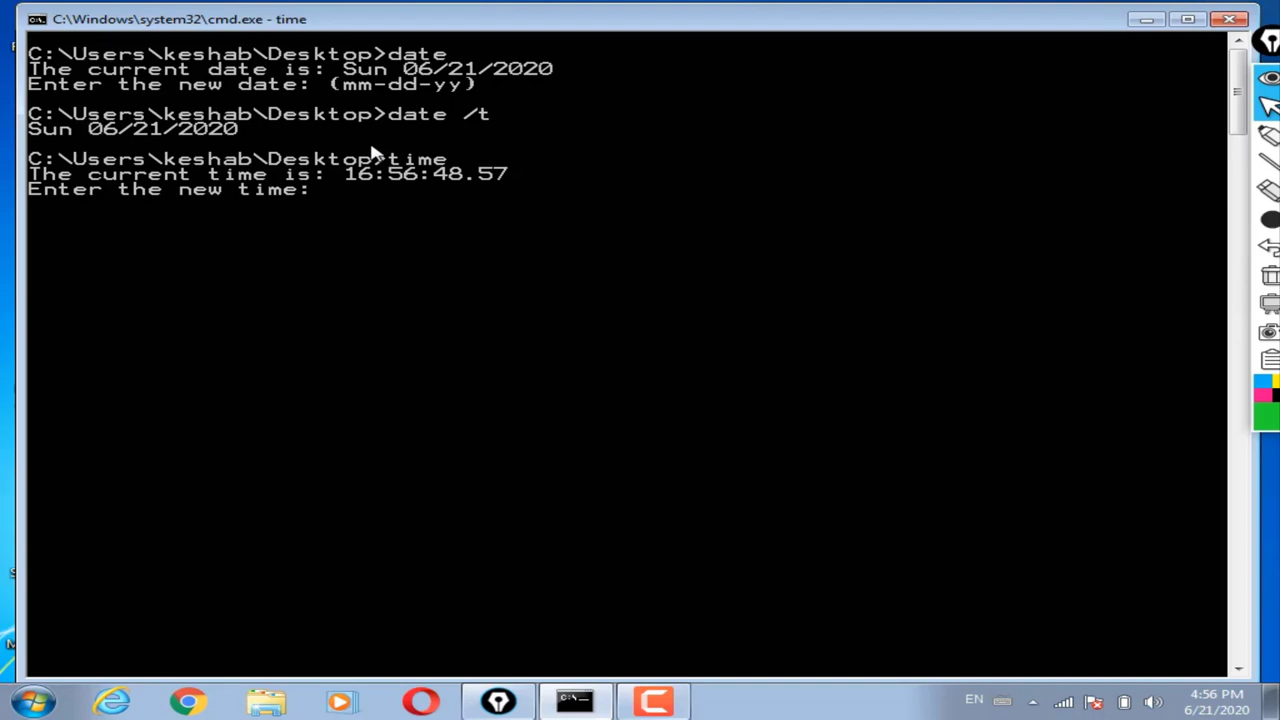 C:\Windows\system32\cmd.exe - time
C:\Users\keshab\Desktop>date
The current date is: Sun 06/21/2020
Enter the new date: (mm-dd-yy)
C:\Users\keshab\Desktop>date /t
Sun 06/21/2020
C:\Users\keshab\Desktop>time
The current time is: 16:56:48.57
Enter the new time:
EN
4:56 PM
6/21/2020